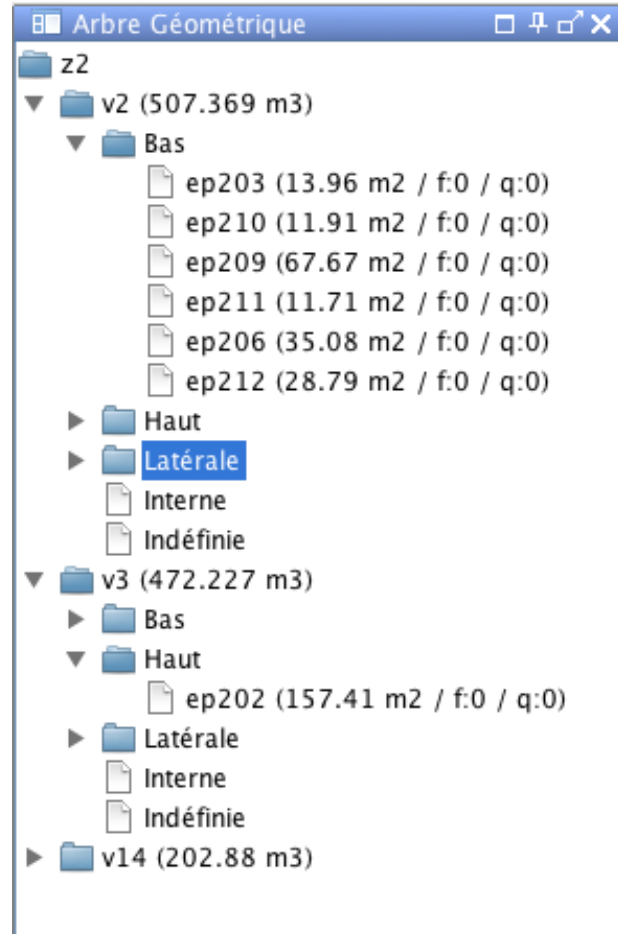 Arbre Géométrique
z2
v2 (507.369 m3)
Bas
ep203 (13.96 m2 / f:0 / q:0)
ep210 (11.91 m2 / f:0 / q:0)
ep209 (67.67 m2 / f:0 / q:0)
ep211 (11.71 m2 / f:0 / q:0)
ep206 (35.08 m2 / f:0 / q:0)
ep212 (28.79 m2 / f:0 / q:0)
Haut
Latérale
Interne
Indéfinie
v3 (472.227 m3)
Bas
Haut
ep202 (157.41 m2 / f:0 / q:0)
Latérale
Interne
Indéfinie
v14 (202.88 m3)